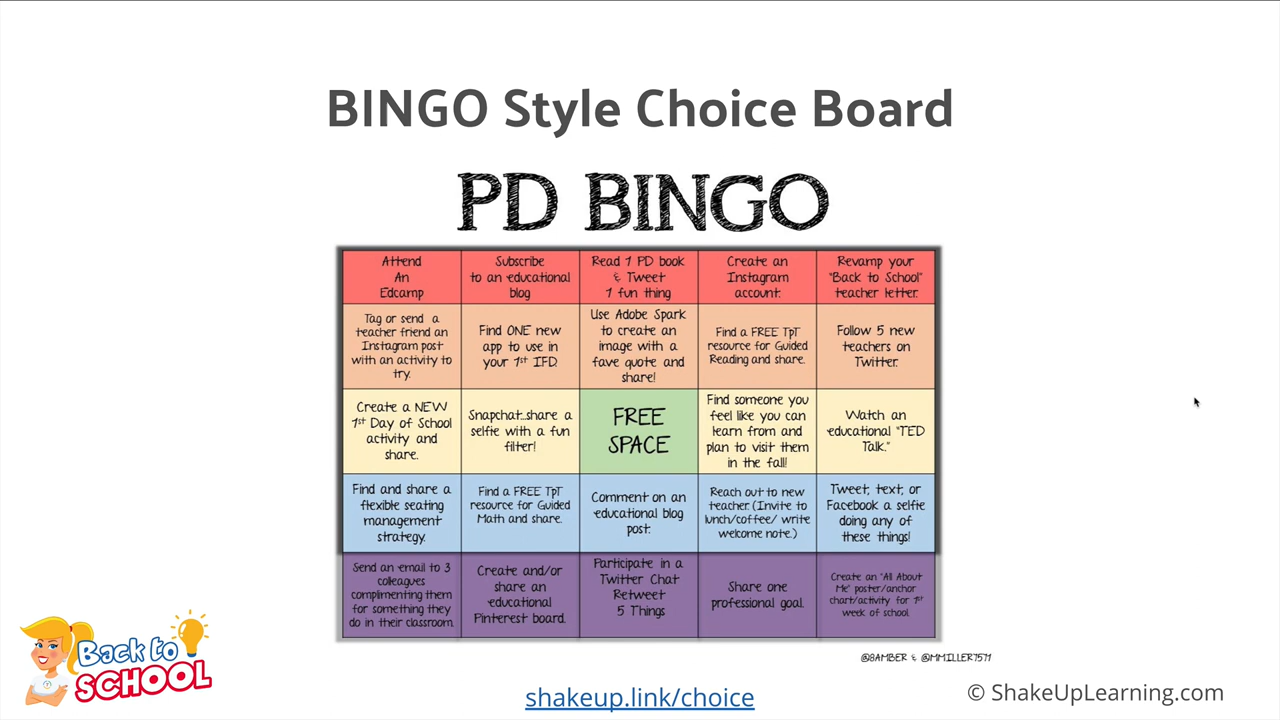 BINGO Style Choice Board
PD BINGO
Attend
An
Edcamp
Subscribe
to an educational
blog
Read 1 PD book
& Tweet
1 fun thing
Create an
Instagram
account.
Revamp your
"Back to School"
teacher letter.
Tag or send a
teacher friend an
Instagram post
with an activity to
try.
Find ONE new
app to use in
your 1st IFD.
Use Adobe Spark
to create an
image with a
fave quote and
share!
Find a FREE TpT
resource for Guided
Reading and share.
Follow 5 new
teachers on
Twitter.
Create a NEW
1st Day of School
activity and
share.
Snapchat...share a
selfie with a fun
filter!
FREE
SPACE
Find someone you
feel like you can
learn from and
plan to visit them
in the fall!
Watch an
educational "TED
Talk."
Find and share a
flexible seating
management
strategy.
Find a FREE TpT
resource for Guided
Math and share.
Comment on an
educational blog
post.
Reach out to new
teacher. (Invite to
lunch/coffee/ write
welcome note.)
Tweet, text, or
Facebook a selfie
doing any of
these things!
Send an email to 3
colleagues
complimenting them
for something they
do in their classroom.
Create and/or
share an
educational
Pinterest board.
Participate in a
Twitter Chat
Retweet
5 Things
Share one
professional goal.
Create an "All About
Me" poster/anchor
chart/activity for 1st
week of school.
@8AMBER & @MMILLER7571
Back to
SCHOOL
shakeup.link/choice
© ShakeUpLearning.com